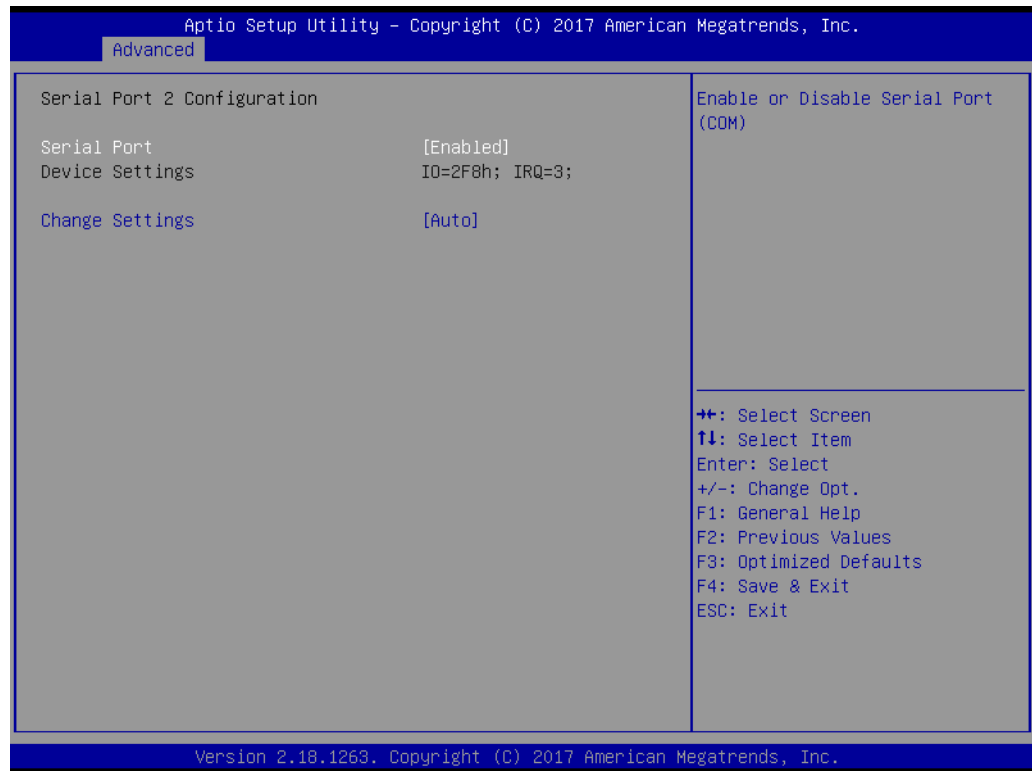 Aptio Setup Utility – Copyright (C) 2017 American Megatrends, Inc.
Advanced
Serial Port 2 Configuration
Serial Port [Enabled]
Device Settings IO=2F8h; IRQ=3;
Change Settings [Auto]
Enable or Disable Serial Port
(COM)
→←: Select Screen
↑↓: Select Item
Enter: Select
+/-: Change Opt.
F1: General Help
F2: Previous Values
F3: Optimized Defaults
F4: Save & Exit
ESC: Exit
Version 2.18.1263. Copyright (C) 2017 American Megatrends, Inc.